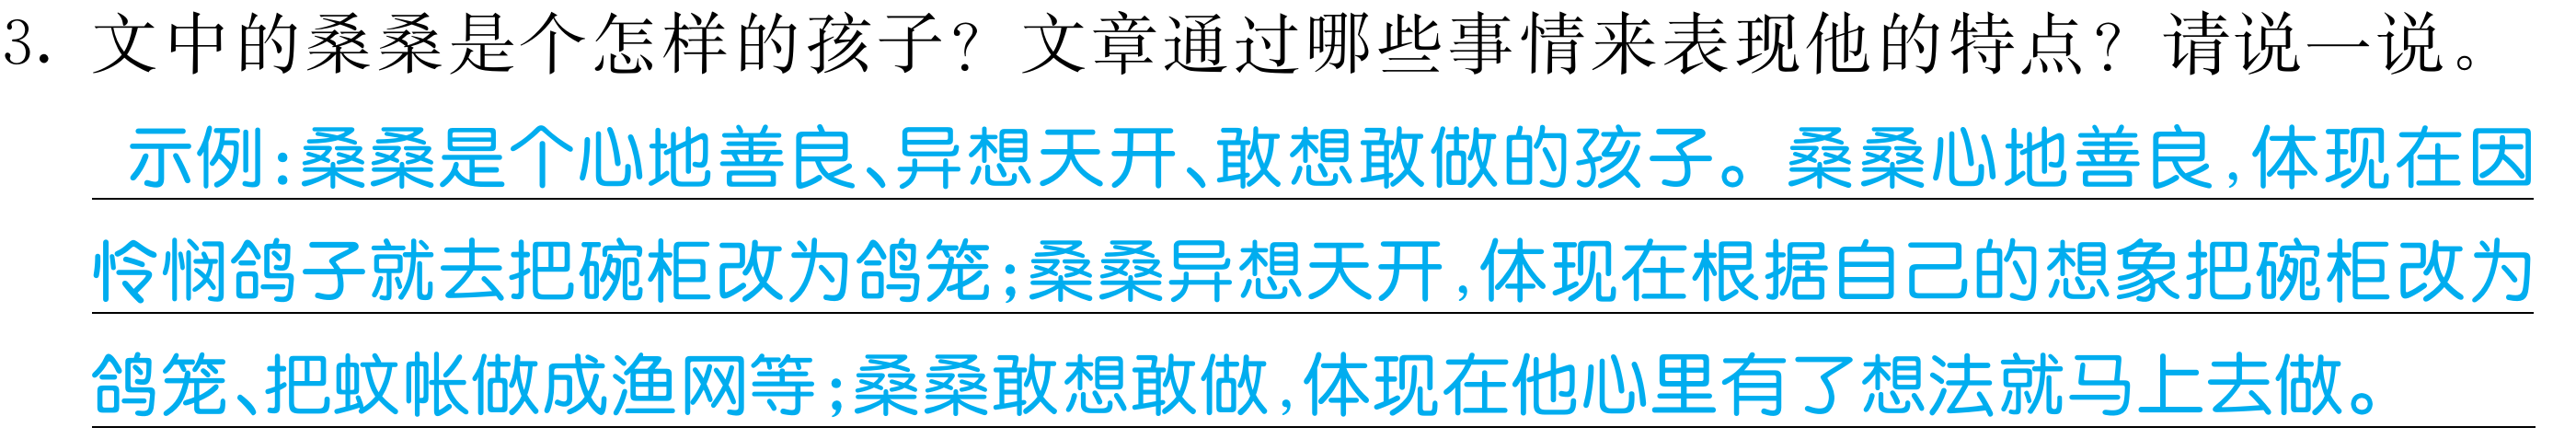 3. 文中的桑桑是个怎样的孩子？文章通过哪些事情来表现他的特点？请说一说。
示例:桑桑是个心地善良、异想天开、敢想敢做的孩子。桑桑心地善良,体现在因
怜悯鸽子就去把碗柜改为鸽笼;桑桑异想天开,体现在根据自己的想象把碗柜改为
鸽笼、把蚊帐做成渔网等;桑桑敢想敢做,体现在他心里有了想法就马上去做。